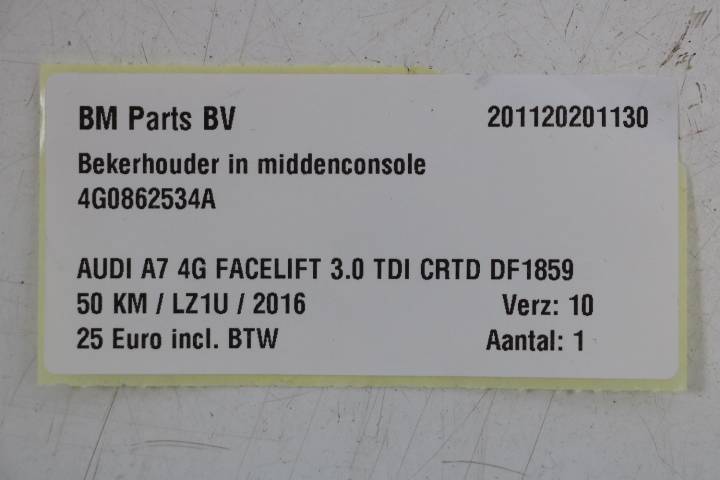 BM Parts BV 201120201130
Bekerhouder in middenconsole
4G0862534A
AUDI A7 4G FACELIFT 3.0 TDI CRTD DF1859
50 KM / LZ1U / 2016 Verz: 10
25 Euro incl. BTW Aantal: 1